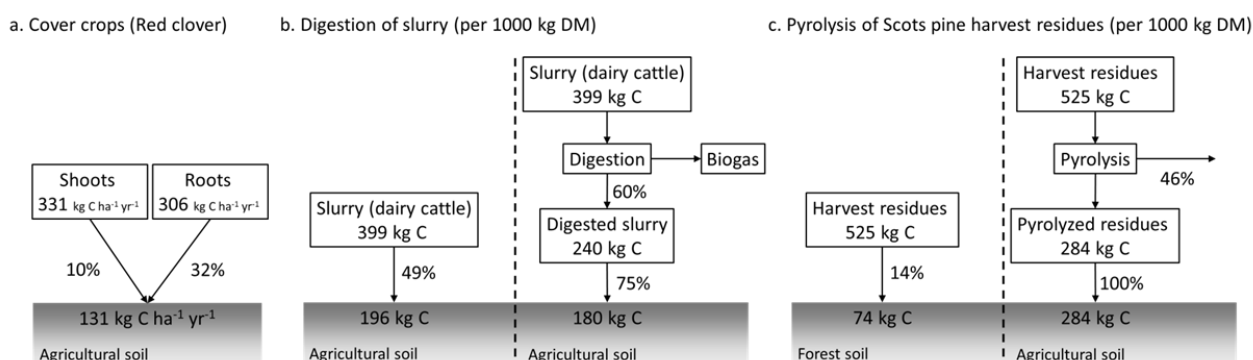 a. Cover crops (Red clover)
Shoots
331 kg C ha⁻¹ yr⁻¹
Roots
306 kg C ha⁻¹ yr⁻¹
10%
32%
131 kg C ha⁻¹ yr⁻¹
Agricultural soil
b. Digestion of slurry (per 1000 kg DM)
Slurry (dairy cattle)
399 kg C
49%
196 kg C
Agricultural soil
Slurry (dairy cattle)
399 kg C
Digestion
Biogas
60%
Digested slurry
240 kg C
75%
180 kg C
Agricultural soil
c. Pyrolysis of Scots pine harvest residues (per 1000 kg DM)
Harvest residues
525 kg C
14%
74 kg C
Forest soil
Harvest residues
525 kg C
Pyrolysis
46%
Pyrolyzed residues
284 kg C
100%
284 kg C
Agricultural soil